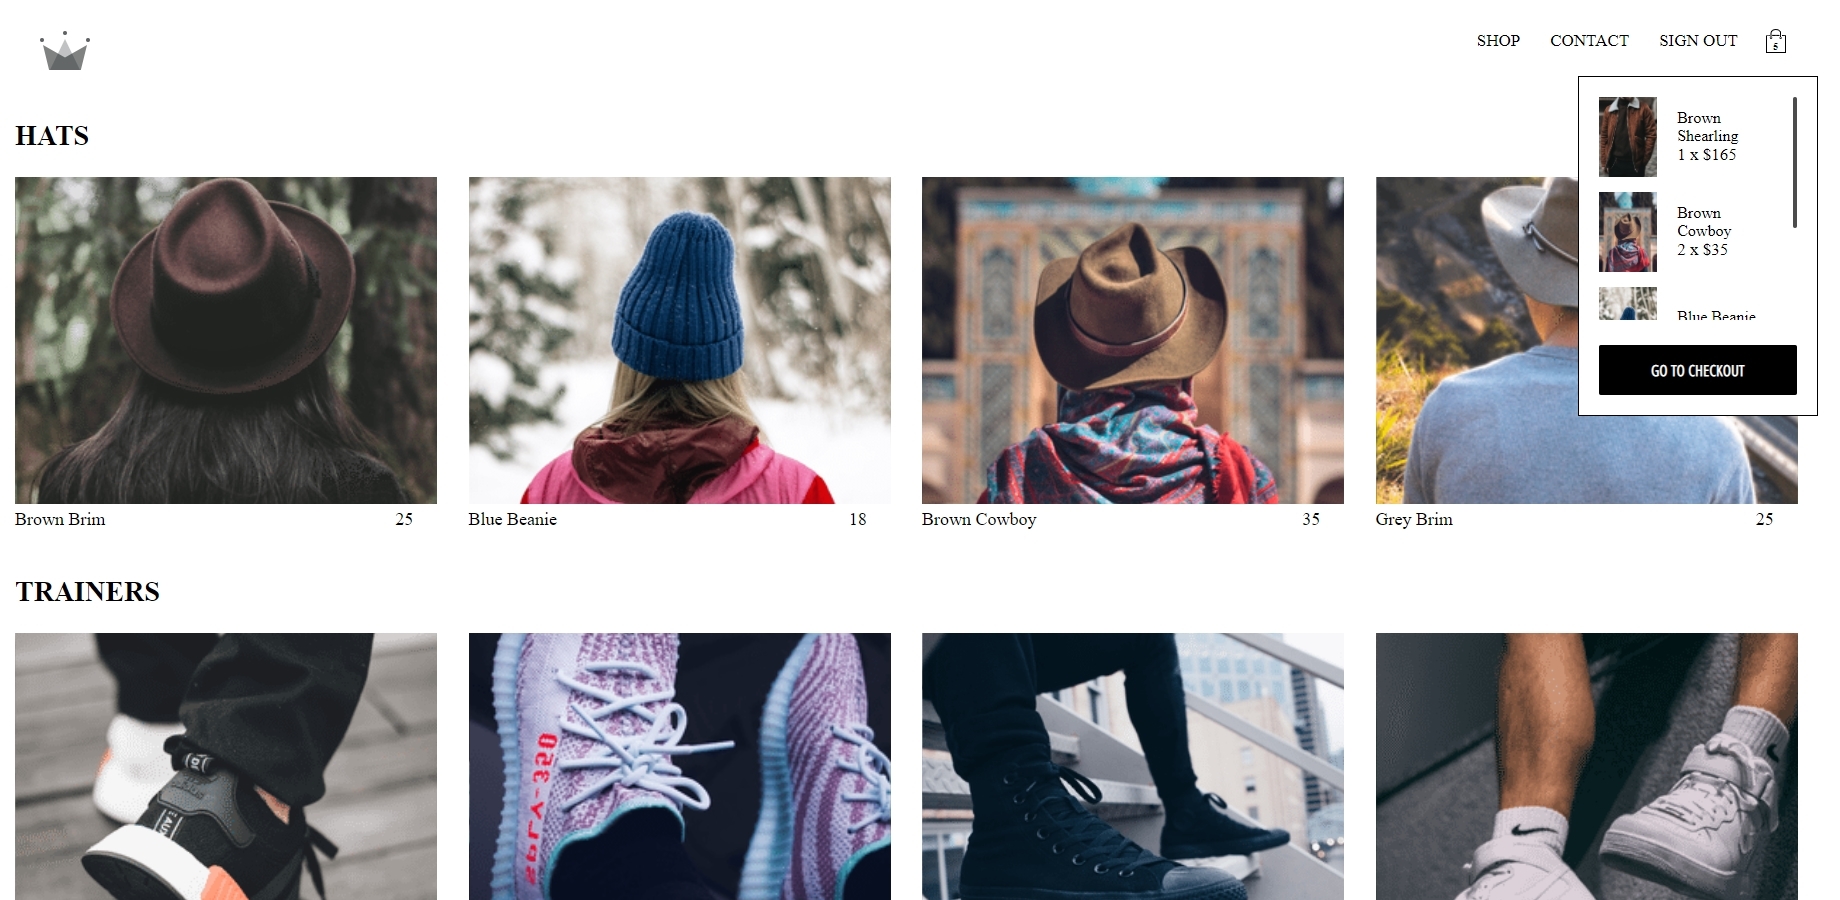 SHOP
CONTACT
SIGN OUT
5
Brown
Shearling
1 x $165
Brown
Cowboy
2 x $35
Blue Beanie
GO TO CHECKOUT
HATS
Brown Brim
25
Blue Beanie
18
Brown Cowboy
35
Grey Brim
25
TRAINERS